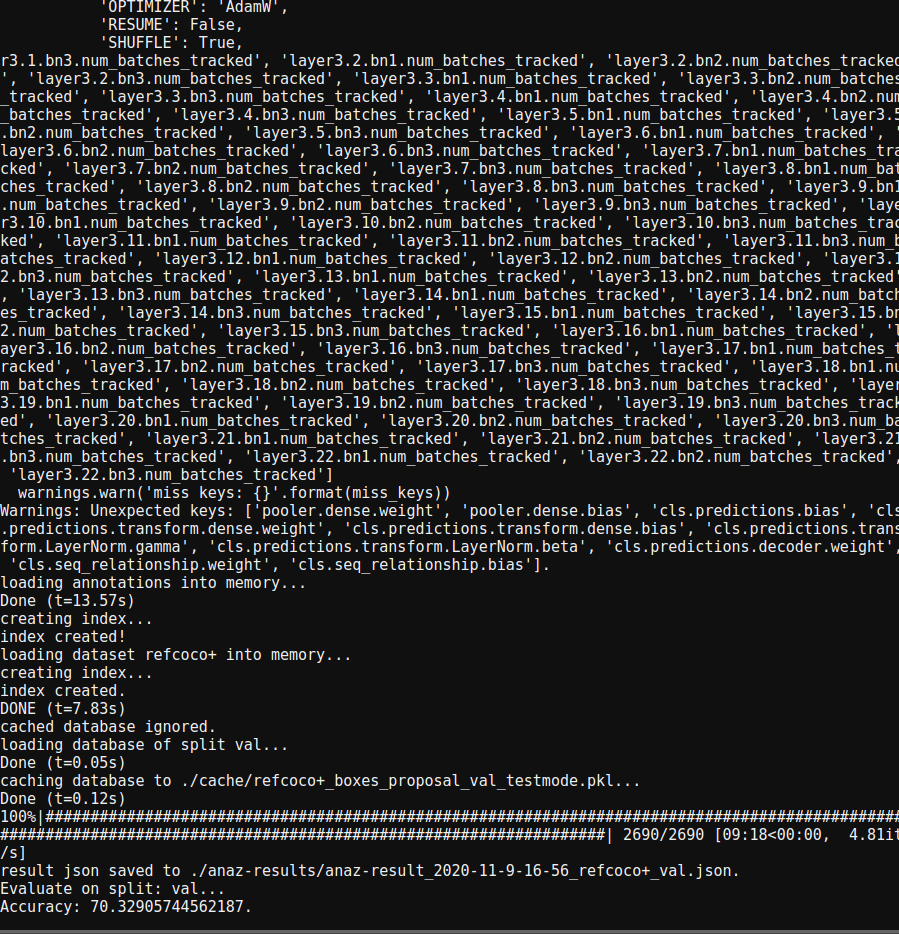 'OPTIMIZER': 'AdamW',
'RESUME': False,
'SHUFFLE': True,
r3.1.bn3.num_batches_tracked', 'layer3.2.bn1.num_batches_tracked', 'layer3.2.bn2.num_batches_tracked
', 'layer3.2.bn3.num_batches_tracked', 'layer3.3.bn1.num_batches_tracked', 'layer3.3.bn2.num_batches
_tracked', 'layer3.3.bn3.num_batches_tracked', 'layer3.4.bn1.num_batches_tracked', 'layer3.4.bn2.num
_batches_tracked', 'layer3.4.bn3.num_batches_tracked', 'layer3.5.bn1.num_batches_tracked', 'layer3.5
.bn2.num_batches_tracked', 'layer3.5.bn3.num_batches_tracked', 'layer3.6.bn1.num_batches_tracked', '
layer3.6.bn2.num_batches_tracked', 'layer3.6.bn3.num_batches_tracked', 'layer3.7.bn1.num_batches_tra
cked', 'layer3.7.bn2.num_batches_tracked', 'layer3.7.bn3.num_batches_tracked', 'layer3.8.bn1.num_bat
ches_tracked', 'layer3.8.bn2.num_batches_tracked', 'layer3.8.bn3.num_batches_tracked', 'layer3.9.bn1
.num_batches_tracked', 'layer3.9.bn2.num_batches_tracked', 'layer3.9.bn3.num_batches_tracked', 'laye
r3.10.bn1.num_batches_tracked', 'layer3.10.bn2.num_batches_tracked', 'layer3.10.bn3.num_batches_trac
ked', 'layer3.11.bn1.num_batches_tracked', 'layer3.11.bn2.num_batches_tracked', 'layer3.11.bn3.num_b
atches_tracked', 'layer3.12.bn1.num_batches_tracked', 'layer3.12.bn2.num_batches_tracked', 'layer3.1
2.bn3.num_batches_tracked', 'layer3.13.bn1.num_batches_tracked', 'layer3.13.bn2.num_batches_tracked'
, 'layer3.13.bn3.num_batches_tracked', 'layer3.14.bn1.num_batches_tracked', 'layer3.14.bn2.num_batch
es_tracked', 'layer3.14.bn3.num_batches_tracked', 'layer3.15.bn1.num_batches_tracked', 'layer3.15.bn
2.num_batches_tracked', 'layer3.15.bn3.num_batches_tracked', 'layer3.16.bn1.num_batches_tracked', 'l
ayer3.16.bn2.num_batches_tracked', 'layer3.16.bn3.num_batches_tracked', 'layer3.17.bn1.num_batches_t
racked', 'layer3.17.bn2.num_batches_tracked', 'layer3.17.bn3.num_batches_tracked', 'layer3.18.bn1.nu
m_batches_tracked', 'layer3.18.bn2.num_batches_tracked', 'layer3.18.bn3.num_batches_tracked', 'layer
3.19.bn1.num_batches_tracked', 'layer3.19.bn2.num_batches_tracked', 'layer3.19.bn3.num_batches_track
ed', 'layer3.20.bn1.num_batches_tracked', 'layer3.20.bn2.num_batches_tracked', 'layer3.20.bn3.num_ba
tches_tracked', 'layer3.21.bn1.num_batches_tracked', 'layer3.21.bn2.num_batches_tracked', 'layer3.21
.bn3.num_batches_tracked', 'layer3.22.bn1.num_batches_tracked', 'layer3.22.bn2.num_batches_tracked',
'layer3.22.bn3.num_batches_tracked']
warnings.warn('miss keys: {}'.format(miss_keys))
Warnings: Unexpected keys: ['pooler.dense.weight', 'pooler.dense.bias', 'cls.predictions.bias', 'cls
.predictions.transform.dense.weight', 'cls.predictions.transform.dense.bias', 'cls.predictions.trans
form.LayerNorm.gamma', 'cls.predictions.transform.LayerNorm.beta', 'cls.predictions.decoder.weight',
'cls.seq_relationship.weight', 'cls.seq_relationship.bias'].
loading annotations into memory...
Done (t=13.57s)
creating index...
index created!
loading dataset refcoco+ into memory...
creating index...
index created.
DONE (t=7.83s)
cached database ignored.
loading database of split val...
Done (t=0.05s)
caching database to ./cache/refcoco+_boxes_proposal_val_testmode.pkl...
Done (t=0.12s)
100%|###############################################################################################
###################################################################| 2690/2690 [09:18<00:00,  4.81it
/s]
result json saved to ./anaz-results/anaz-result_2020-11-9-16-56_refcoco+_val.json.
Evaluate on split: val...
Accuracy: 70.32905744562187.